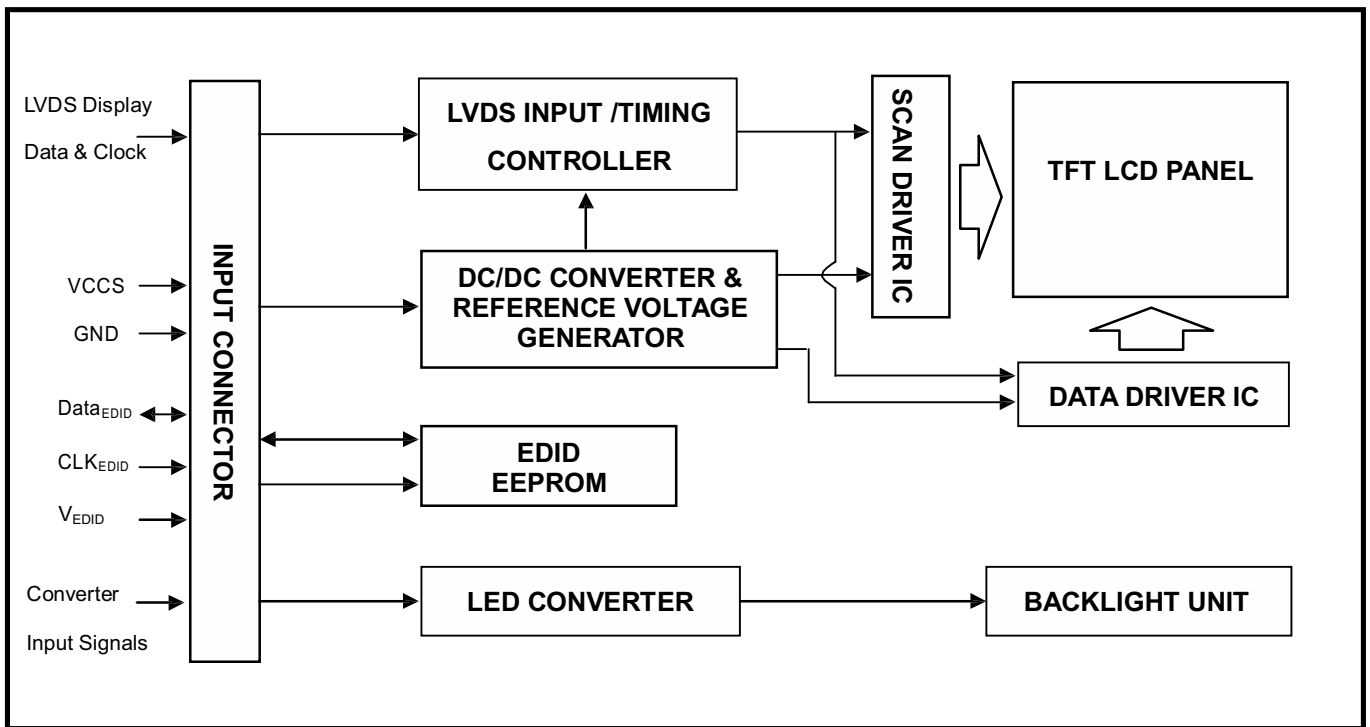 LVDS Display
Data & Clock
VCCS
GND
DataEDID
CLKEDID
VEDID
Converter
Input Signals
INPUT CONNECTOR
LVDS INPUT /TIMING
CONTROLLER
DC/DC CONVERTER &
REFERENCE VOLTAGE
GENERATOR
EDID
EEPROM
LED CONVERTER
SCAN DRIVER IC
TFT LCD PANEL
DATA DRIVER IC
BACKLIGHT UNIT